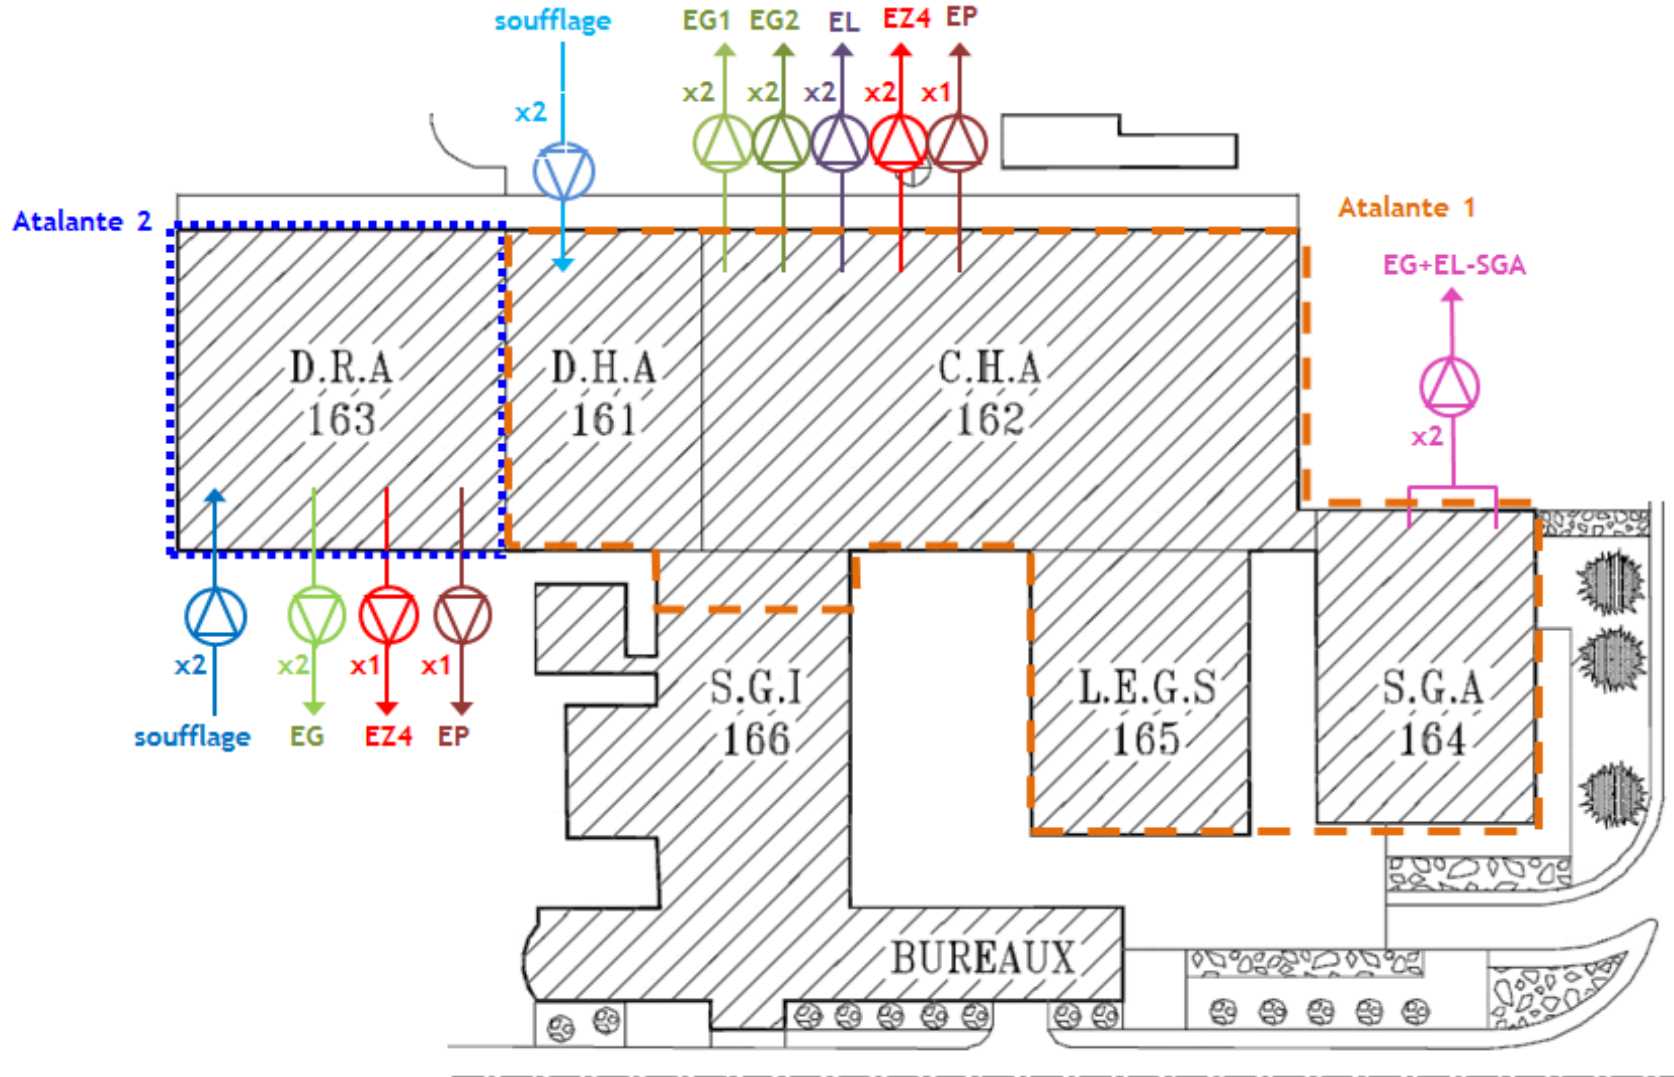 soufflage
EG1 EG2 EL EZ4 EP
x2 x2 x2 x2 x1
x2
Atalante 2
Atalante 1
EG+EL-SGA
D.R.A
163
D.H.A
161
C.H.A
162
x2
x2 x2 x1 x1
soufflage EG EZ4 EP
S.G.I
166
L.E.G.S
165
S.G.A
164
BUREAUX